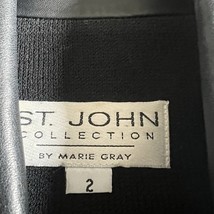 ST. JOHN
COLLECTION
BY MARIE GRAY
2